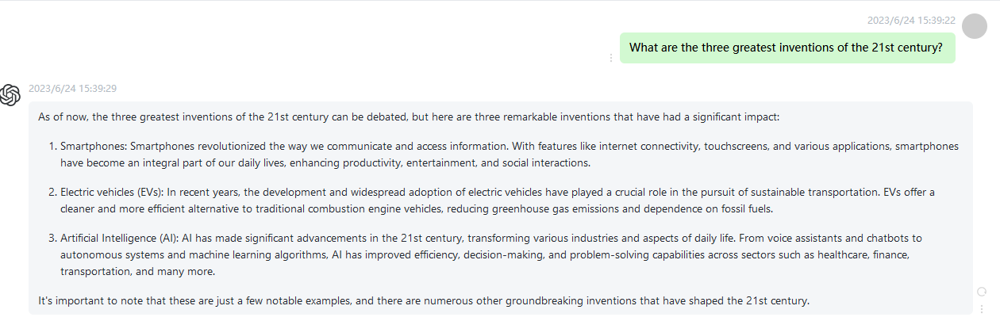 2023/6/24 15:39:22
What are the three greatest inventions of the 21st century?
2023/6/24 15:39:29
As of now, the three greatest inventions of the 21st century can be debated, but here are three remarkable inventions that have had a significant impact:
1. Smartphones: Smartphones revolutionized the way we communicate and access information. With features like internet connectivity, touchscreens, and various applications, smartphones
have become an integral part of our daily lives, enhancing productivity, entertainment, and social interactions.
2. Electric vehicles (EVs): In recent years, the development and widespread adoption of electric vehicles have played a crucial role in the pursuit of sustainable transportation. EVs offer a
cleaner and more efficient alternative to traditional combustion engine vehicles, reducing greenhouse gas emissions and dependence on fossil fuels.
3. Artificial Intelligence (AI): AI has made significant advancements in the 21st century, transforming various industries and aspects of daily life. From voice assistants and chatbots to
autonomous systems and machine learning algorithms, AI has improved efficiency, decision-making, and problem-solving capabilities across sectors such as healthcare, finance,
transportation, and many more.
It's important to note that these are just a few notable examples, and there are numerous other groundbreaking inventions that have shaped the 21st century.